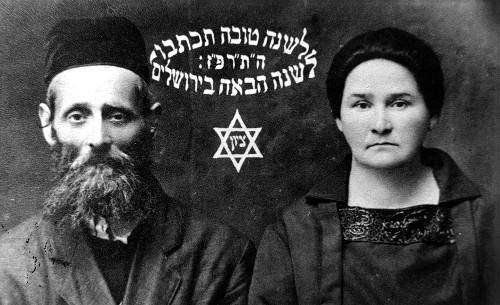 לשנה טובה תכתבו
ה"ת"ר פ"ז:
לשנה הבאה בירושלים
ציון